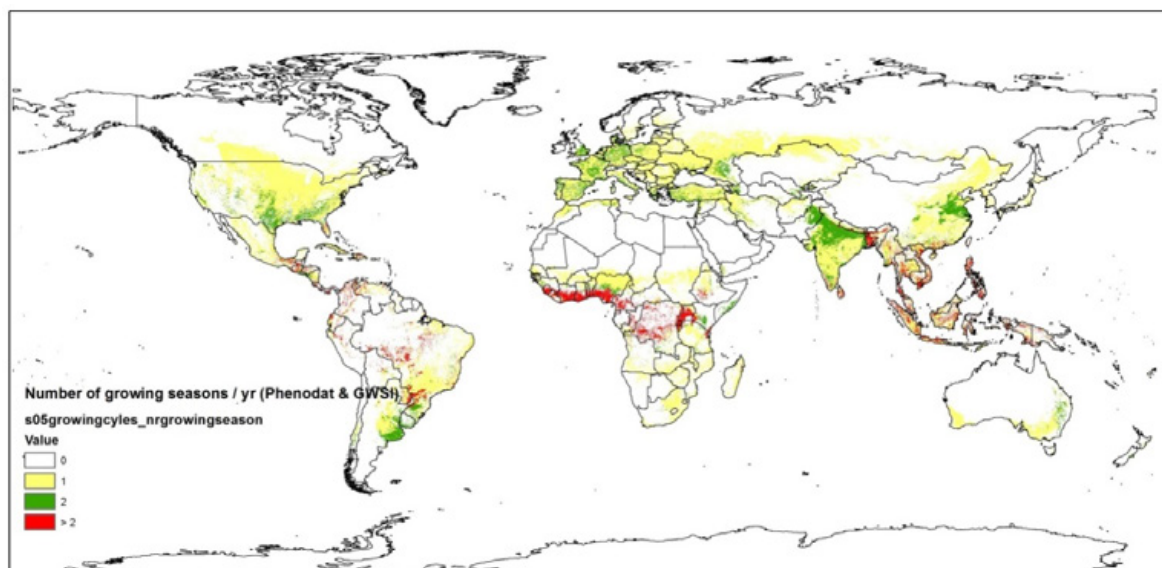 Number of growing seasons / yr (Phenodat & GWSI)
s05growingcyles_nrgrowingseason
Value
0
1
2
> 2